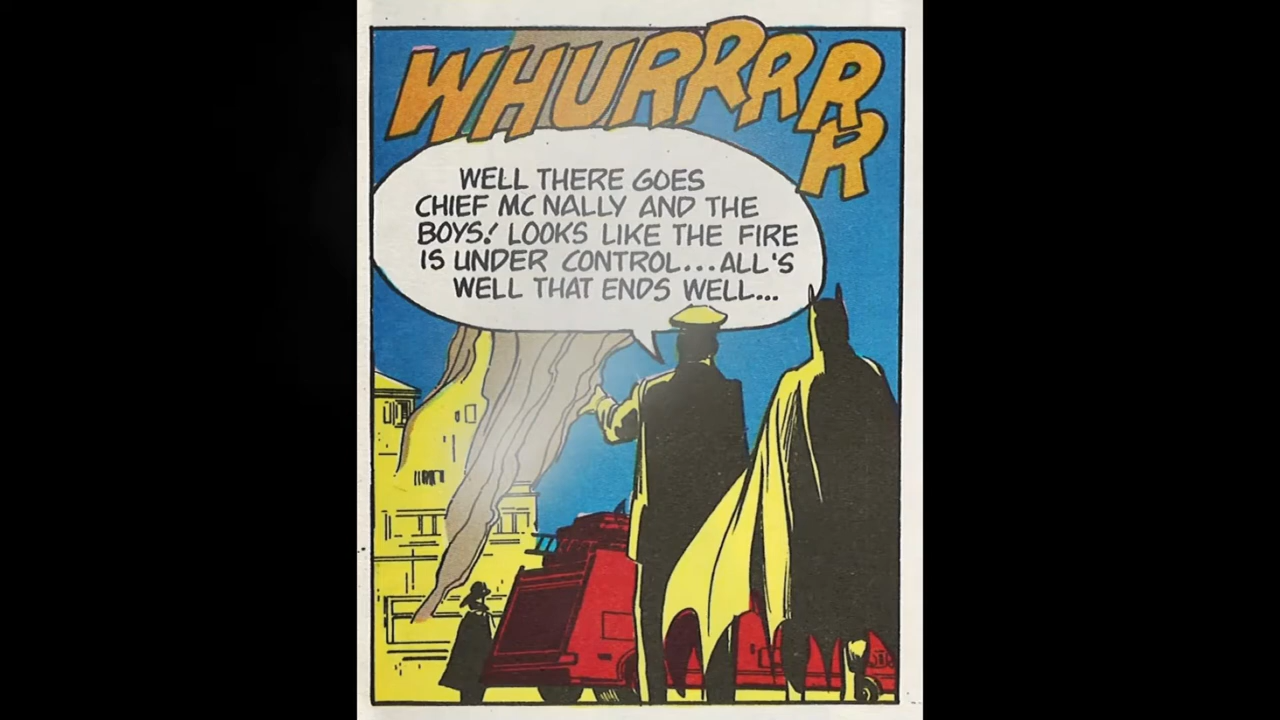 WHURRRRR
WELL THERE GOES
CHIEF MC NALLY AND THE
BOYS! LOOKS LIKE THE FIRE
IS UNDER CONTROL...ALL'S
WELL THAT ENDS WELL...